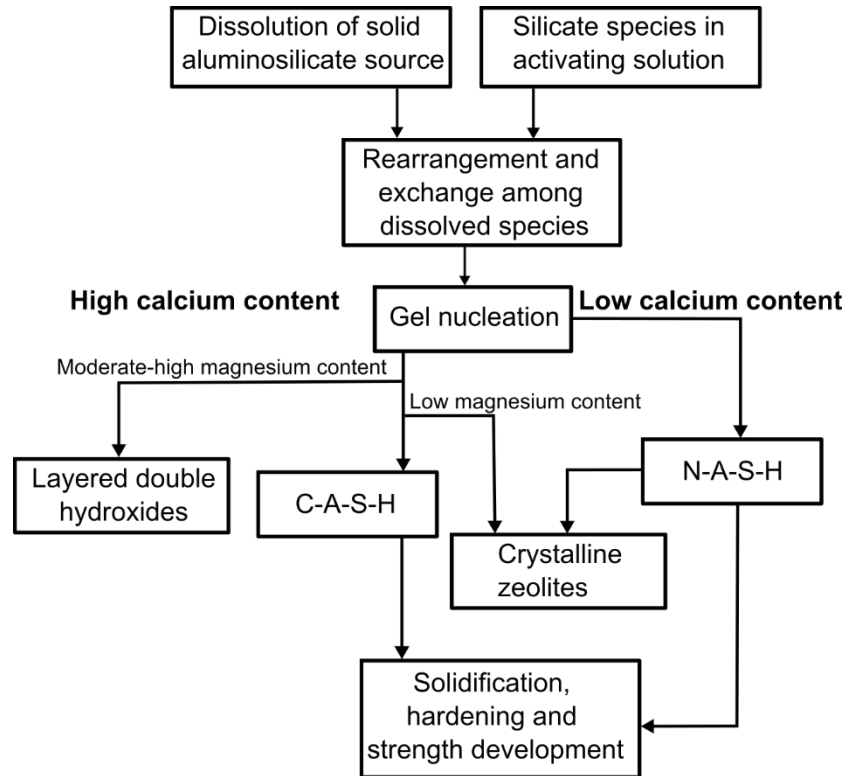 Dissolution of solid
aluminosilicate source
Silicate species in
activating solution
Rearrangement and
exchange among
dissolved species
High calcium content
Gel nucleation
Low calcium content
Moderate-high magnesium content
Low magnesium content
Layered double
hydroxides
C-A-S-H
N-A-S-H
Crystalline
zeolites
Solidification,
hardening and
strength development